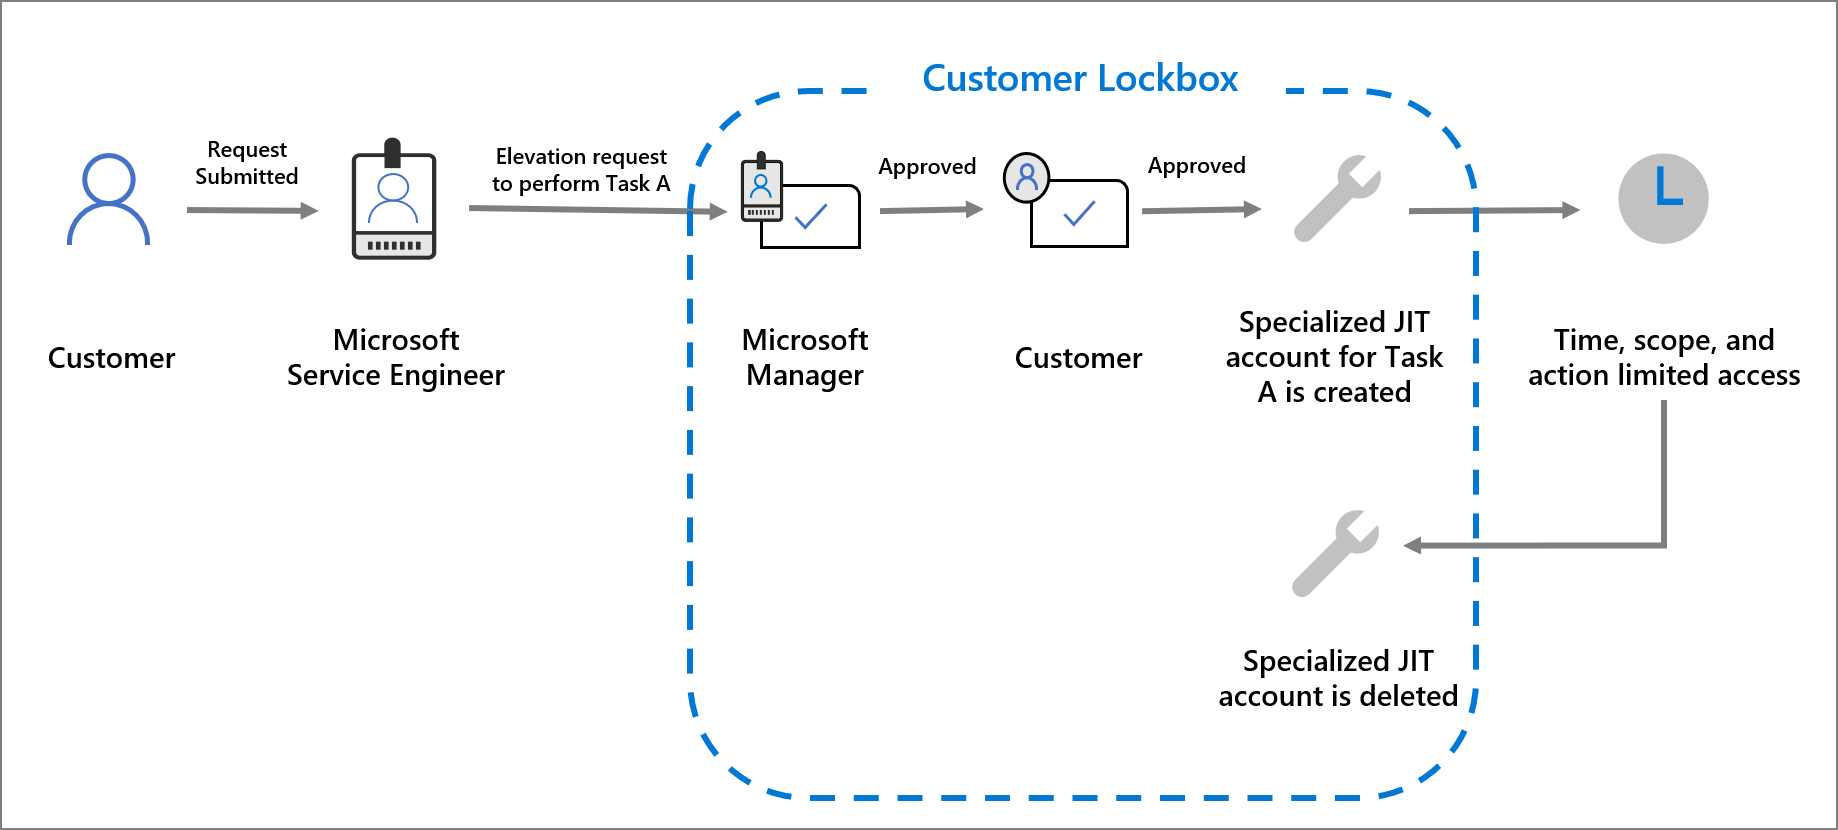 Customer Lockbox
Request
Submitted
Elevation request
to perform Task A
Approved
Approved
Customer
Microsoft
Service Engineer
Microsoft
Manager
Customer
Specialized JIT
account for Task
A is created
Time, scope, and
action limited access
Specialized JIT
account is deleted